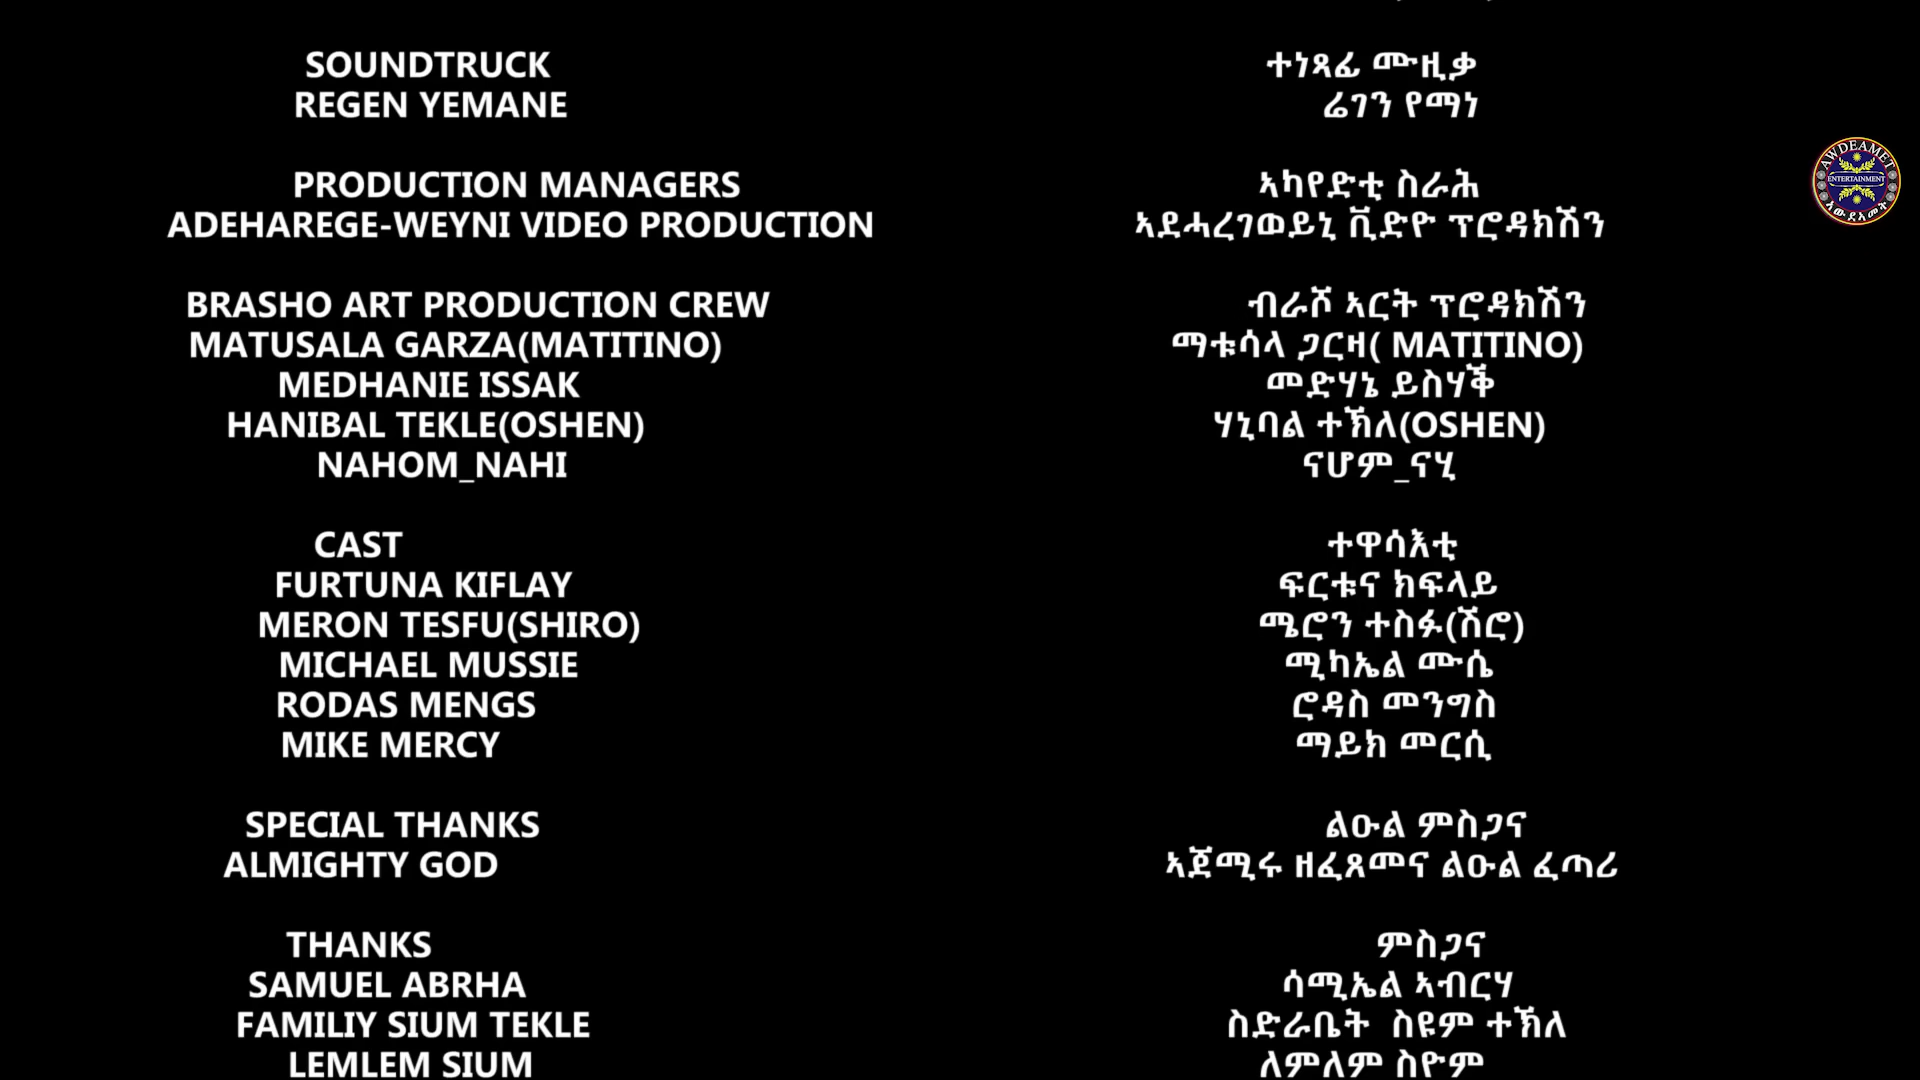 SOUNDTRUCK ተነጻፊ ሙዚቃ
REGEN YEMANE ሬገን የማነ
PRODUCTION MANAGERS ኣካየድቲ ስራሕ
ADEHAREGE-WEYNI VIDEO PRODUCTION ኣደሓረገወይኒ ቪድዮ ፕሮዳክሽን
BRASHO ART PRODUCTION CREW ብራሾ ኣርት ፕሮዳክሽን
MATUSALA GARZA(MATITINO) ማቱሳላ ጋርዛ( MATITINO)
MEDHANIE ISSAK መድሃኔ ይስሃቕ
HANIBAL TEKLE(OSHEN) ሃኒባል ተኽለ(OSHEN)
NAHOM_NAHI ናሆም_ናሂ
CAST ተዋሳእቲ
FURTUNA KIFLAY ፍርቱና ክፍላይ
MERON TESFU(SHIRO) ሜሮን ተስፉ(ሽሮ)
MICHAEL MUSSIE ሚካኤል ሙሴ
RODAS MENGS ሮዳስ መንግስ
MIKE MERCY ማይክ መርሲ
SPECIAL THANKS ልዑል ምስጋና
ALMIGHTY GOD ኣጀሚሩ ዘፈጸመና ልዑል ፈጣሪ
THANKS ምስጋና
SAMUEL ABRHA ሳሚኤል ኣብርሃ
FAMILIY SIUM TEKLE ስድራቤት ስዩም ተኽለ
LEMLEM SIUM ለምለም ስዮም
AWDEAMET
ENTERTAINMENT
ኣውደኣመት